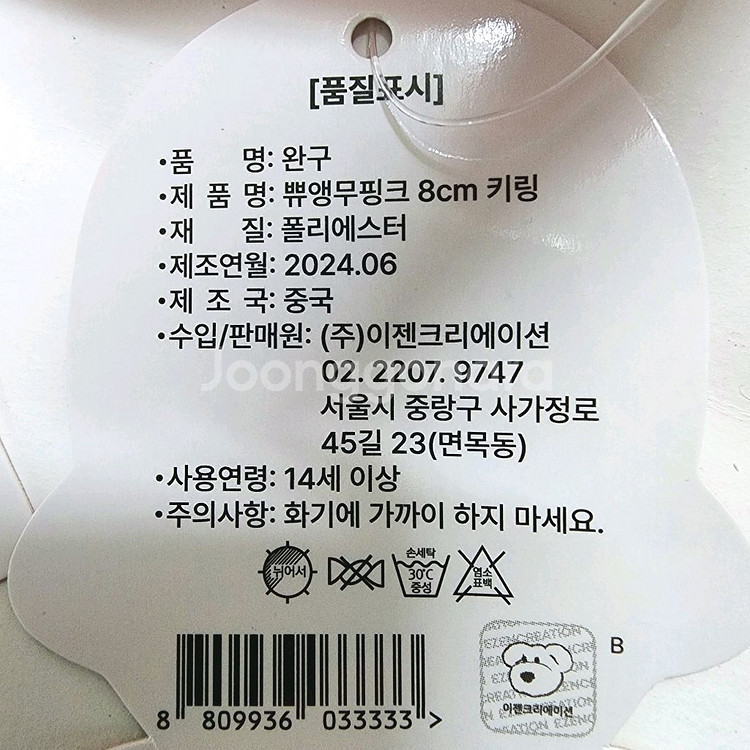 [품질표시]
•품 명: 완구
•제 품 명: 쀼앵무핑크 8cm 키링
•재 질: 폴리에스터
•제조연월: 2024.06
•제 조 국: 중국
•수입/판매원: (주)이젠크리에이션
02. 2207. 9747
Joonggonara
서울시 중랑구 사가정로
45길 23(면목동)
•사용연령: 14세 이상
•주의사항: 화기에 가까이 하지 마세요.
뉘어서
손세탁
30℃
중성
염소
표백
EZENCREATION
이젠크리에이션
B
8 809936 033333 >